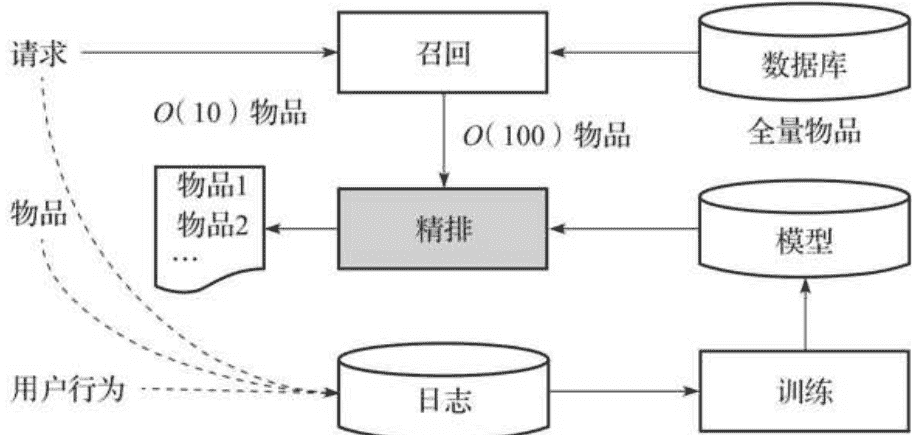 请求
召回
数据库
O(10)物品
O(100)物品
全量物品
物品1
物品2
...
物品
精排
模型
用户行为
日志
训练